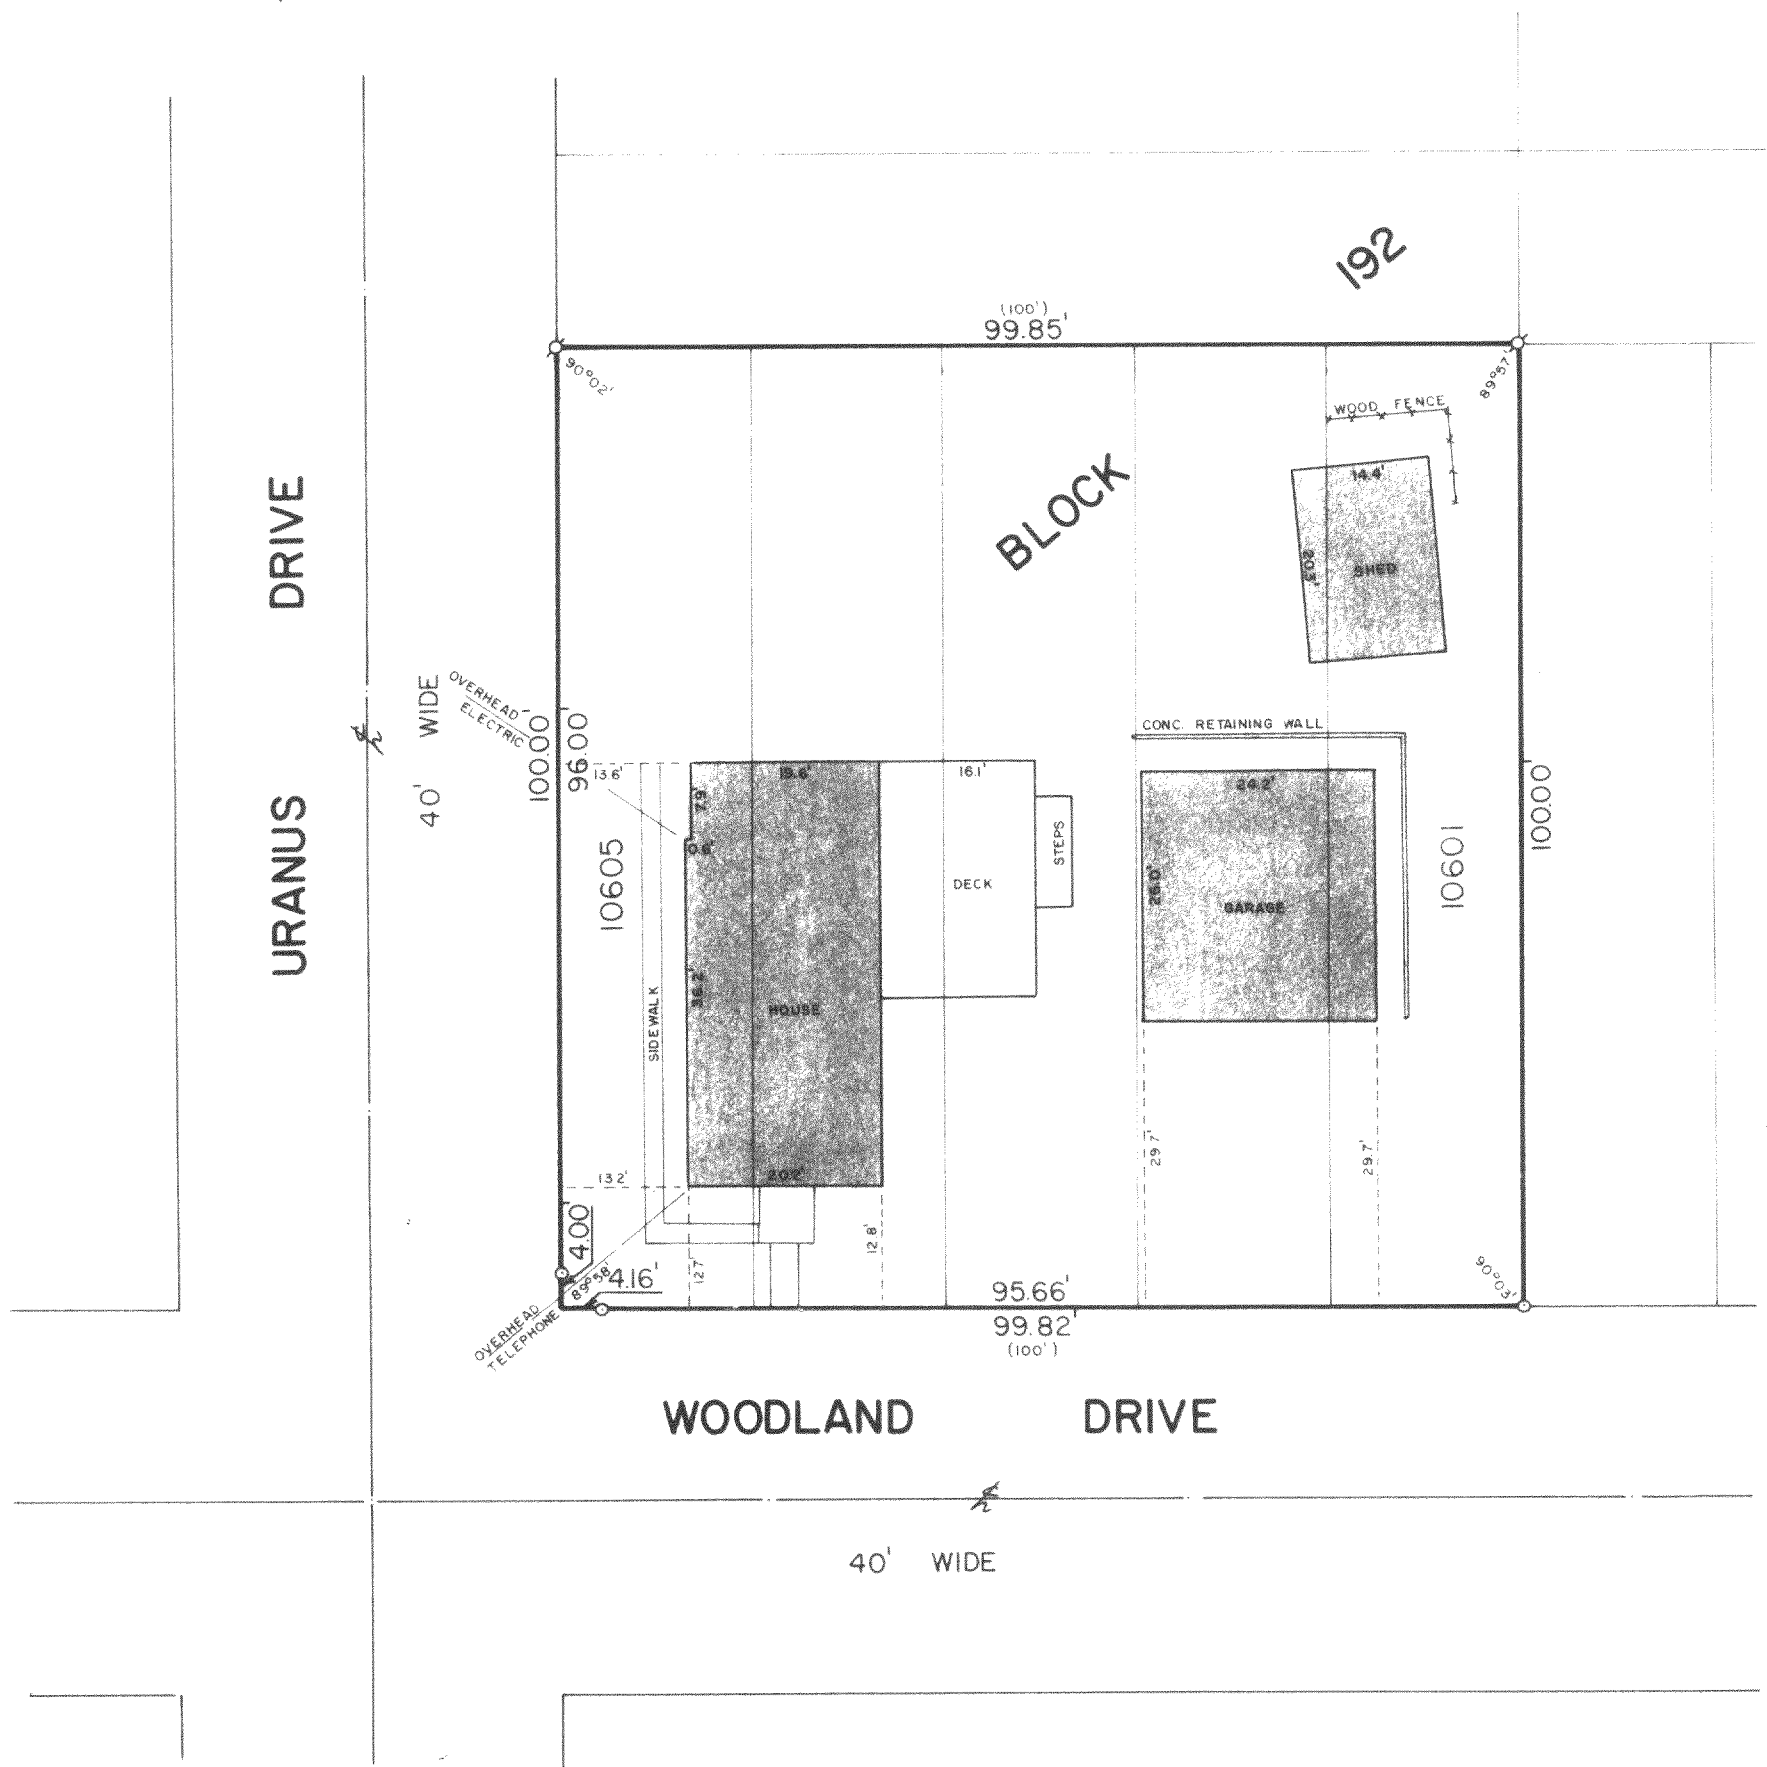 192
(100')
99.85'
90°02'
89°57'
WOOD FENCE
14.4'
20.3'
SHED
BLOCK
URANUS DRIVE
40' WIDE
OVERHEAD
ELECTRIC
100.00
96.00
13.6'
19.6'
16.1'
7.9'
0.6'
10605
36.2'
SIDEWALK
HOUSE
DECK
STEPS
CONC. RETAINING WALL
24.2'
26.0'
GARAGE
10601
100.00
29.7'
29.7'
13.2'
20.2'
12.8'
12.7'
4.00
89°58'
4.16'
OVERHEAD
TELEPHONE
90°03'
95.66'
99.82'
(100')
WOODLAND DRIVE
40' WIDE